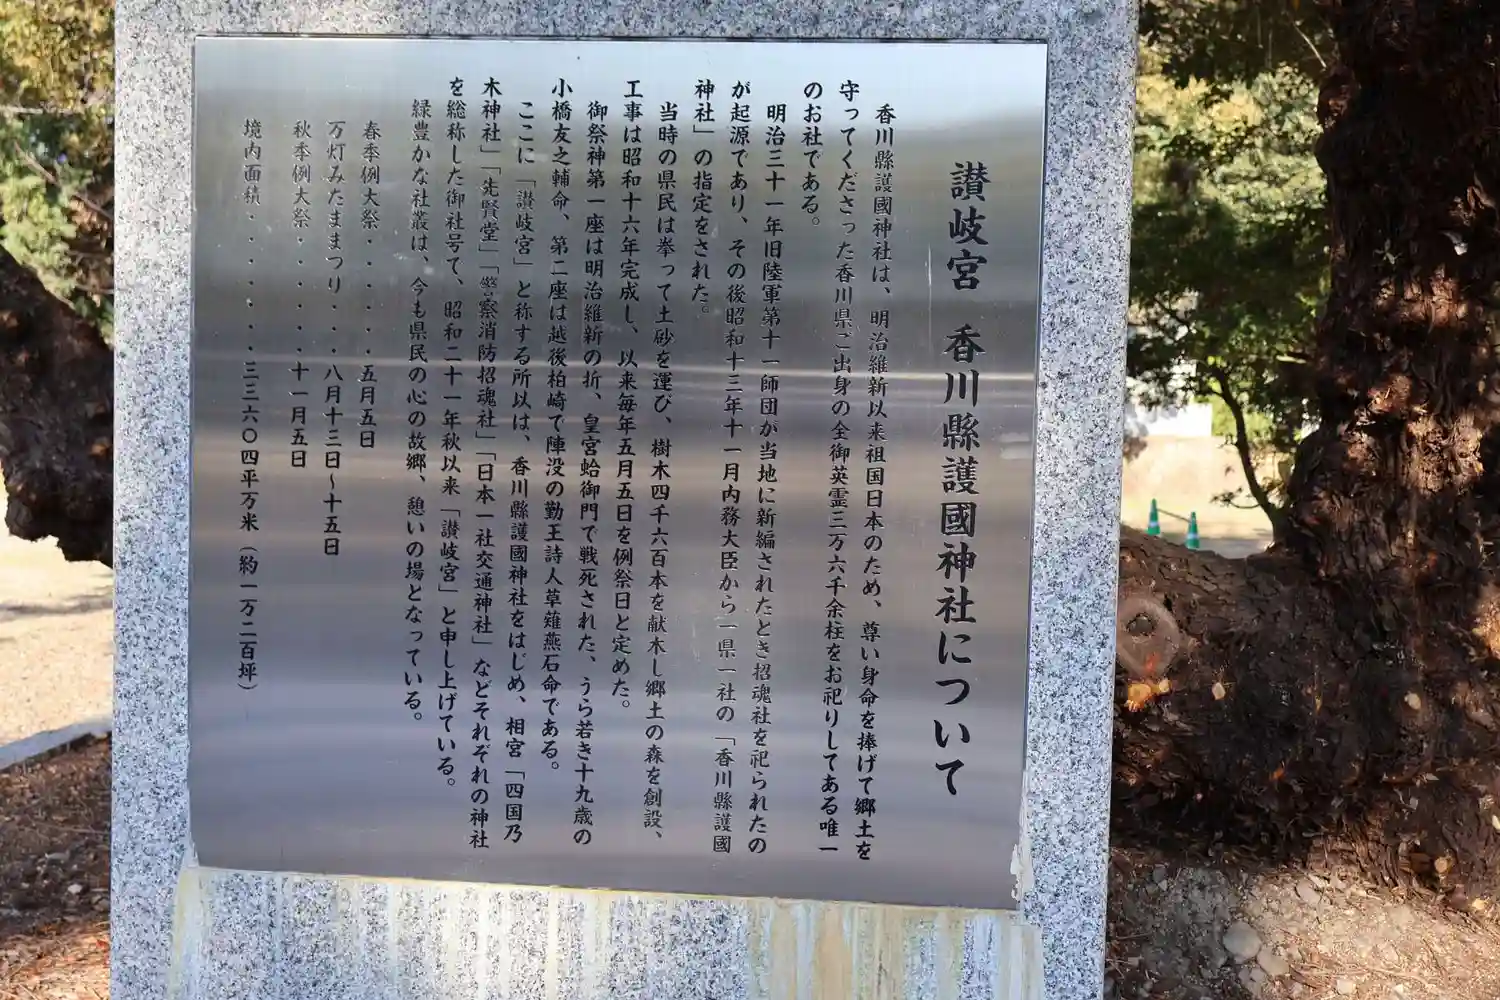 讃岐宮　香川縣護國神社について
香川縣護國神社は、明治維新以来祖国日本のため、尊い身命を捧げて郷土を
守ってくださった香川県ご出身の全御英霊三万六千余柱をお祀りしてある唯一
のお社である。
明治三十一年旧陸軍第十一師団が当地に新編されたとき招魂社を祀られたの
が起源であり、その後昭和十三年十一月内務大臣から一県一社の「香川縣護國
神社」の指定をされた。
当時の県民は挙って土砂を運び、樹木四千六百本を献木し郷土の森を創設、
工事は昭和十六年完成し、以来毎年五月五日を例祭日と定めた。
御祭神第一座は明治維新の折、皇宮蛤御門で戦死された、うら若き十九歳の
小橋友之輔命、第二座は越後柏崎で陣没の勤王詩人草薙燕石命である。
ここに「讃岐宮」と称する所以は、香川縣護國神社をはじめ、相宮「四国乃
木神社」「先賢堂」「警察消防招魂社」「日本一社交通神社」などそれぞれの神社
を総称した御社号て、昭和二十一年秋以来「讃岐宮」と申し上げている。
緑豊かな社叢は、今も県民の心の故郷、憩いの場となっている。
春季例大祭・・・・・・五月五日
万灯みたままつり・・・八月十三日～十五日
秋季例大祭・・・・・・十一月五日
境内面積・・・・・・・三三六〇四平万米（約一万二百坪）